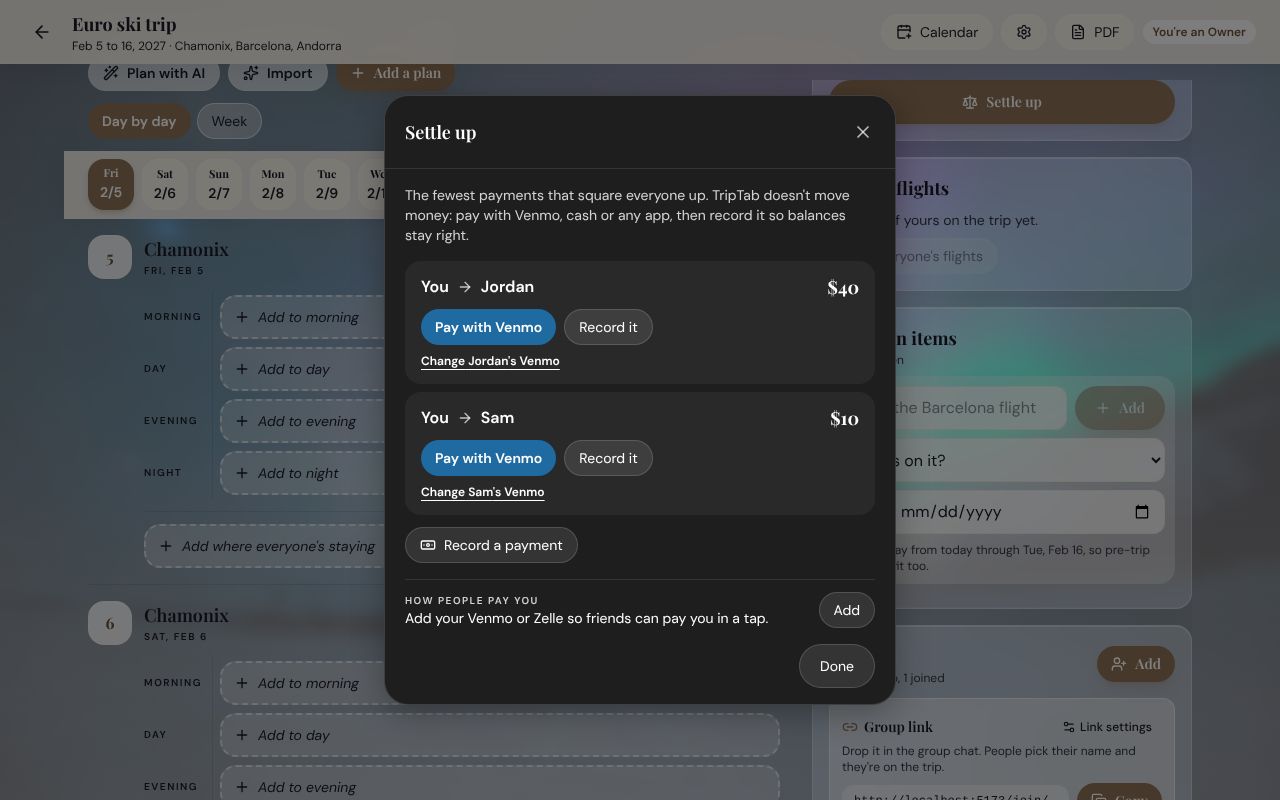 Euro ski trip
Feb 5 to 16, 2027 · Chamonix, Barcelona, Andorra
Calendar
PDF
You're an Owner
Plan with AI
Import
Add a plan
Day by day
Week
Fri 2/5
Sat 2/6
Sun 2/7
Mon 2/8
Tue 2/9
Settle up
Settle up
The fewest payments that square everyone up. TripTab doesn't move
money: pay with Venmo, cash or any app, then record it so balances
stay right.
You → Jordan
$40
Pay with Venmo
Record it
Change Jordan's Venmo
You → Sam
$10
Pay with Venmo
Record it
Change Sam's Venmo
Record a payment
HOW PEOPLE PAY YOU
Add your Venmo or Zelle so friends can pay you in a tap.
Add
Done
5
Chamonix
FRI, FEB 5
MORNING
Add to morning
DAY
Add to day
EVENING
Add to evening
NIGHT
Add to night
Add where everyone's staying
6
Chamonix
SAT, FEB 6
MORNING
Add to morning
DAY
Add to day
EVENING
Add to evening
flights
of yours on the trip yet.
flights
items
the Barcelona flight
Add
on it?
mm/dd/yyyy
from today through Tue, Feb 16, so pre-trip
it too.
1 joined
Add
Group link
Link settings
Drop it in the group chat. People pick their name and
they're on the trip.